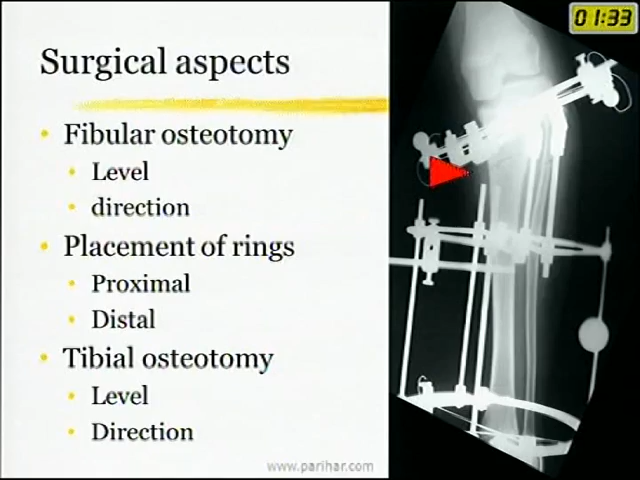 01:33
Surgical aspects
Fibular osteotomy
Level
direction
Placement of rings
Proximal
Distal
Tibial osteotomy
Level
Direction
www.parihar.com